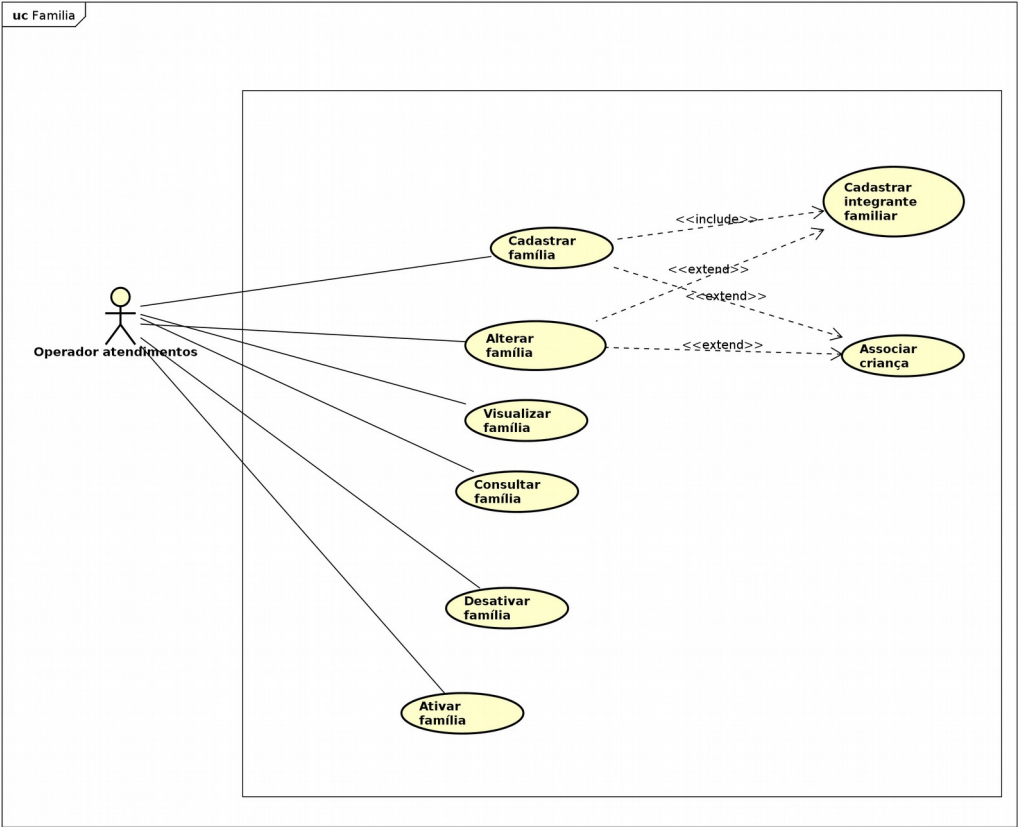 uc Familia
Cadastrar
integrante
familiar
<<include>>
Cadastrar
família
<<extend>>
<<extend>>
Operador atendimentos
Alterar
família
<<extend>>
Associar
criança
Visualizar
família
Consultar
família
Desativar
família
Ativar
família